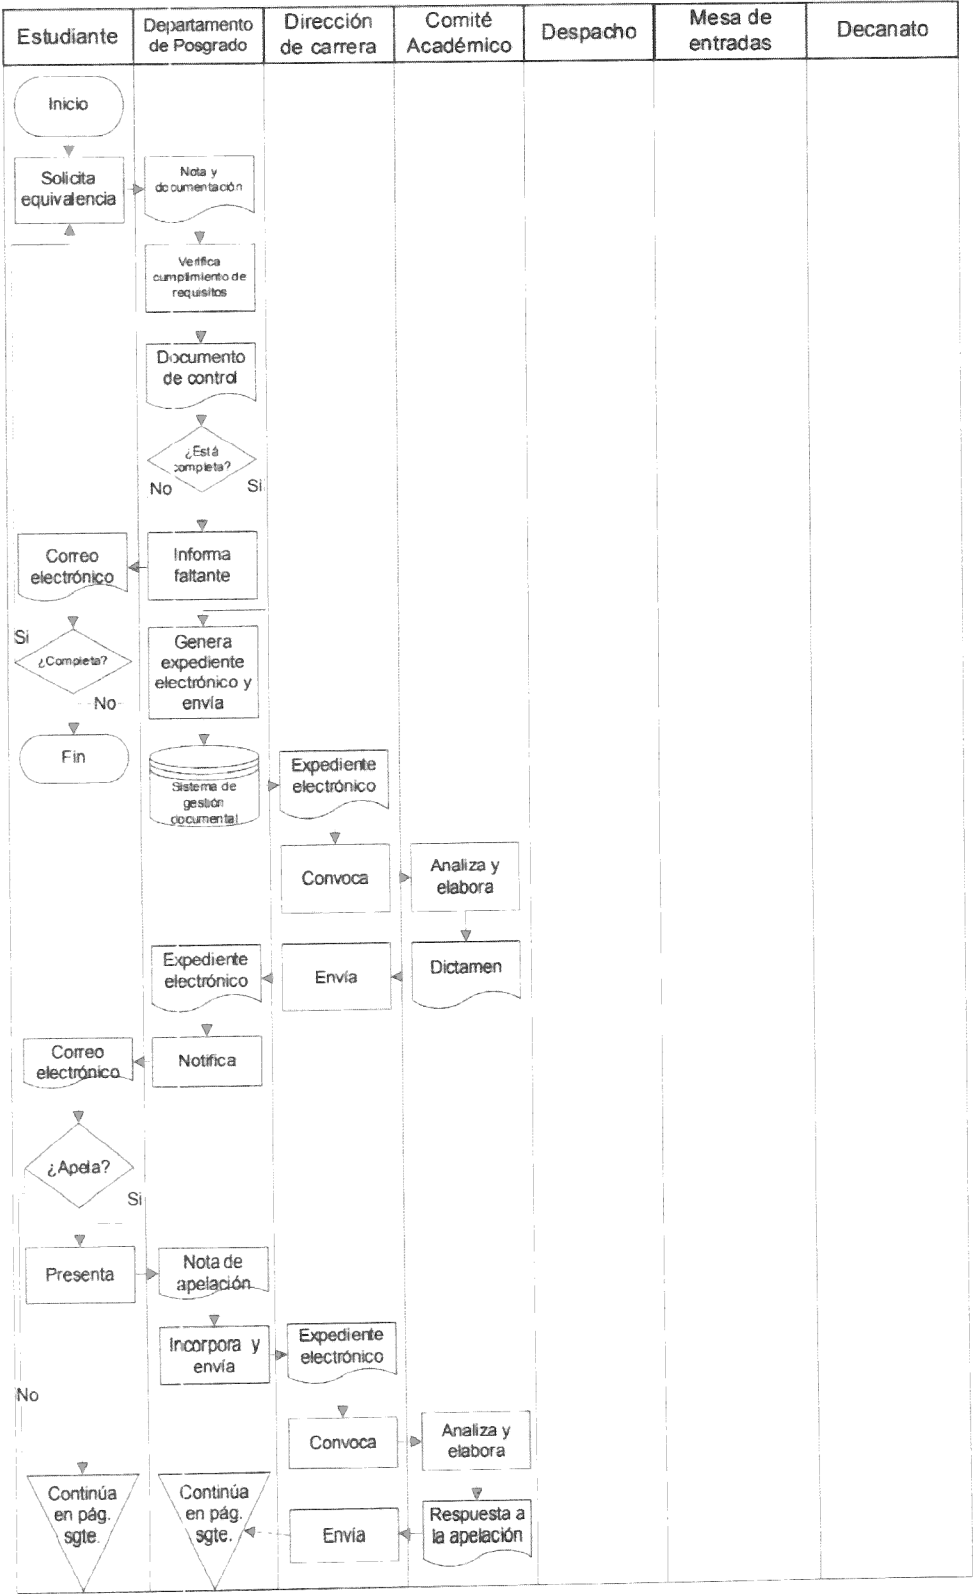 Estudiante
Departamento
de Posgrado
Dirección
de carrera
Comité
Académico
Despacho
Mesa de
entradas
Decanato
Inicio
Solicita
equivalencia
Nota y
documentación
Verifica
cumplimiento de
requisitos
Documento
de control
¿Está
completa?
No
Si
Correo
electrónico
Informa
faltante
Si
¿Completa?
No
Genera
expediente
electrónico y
envía
Fin
Sistema de
gestión
documental
Expediente
electrónico
Convoca
Analiza y
elabora
Expediente
electrónico
Envía
Dictamen
Correo
electrónico
Notifica
¿Apela?
Si
Presenta
Nota de
apelación
Incorpora y
envía
Expediente
electrónico
No
Convoca
Analiza y
elabora
Continúa
en pág.
sgte.
Continúa
en pág.
sgte.
Envía
Respuesta a
la apelación